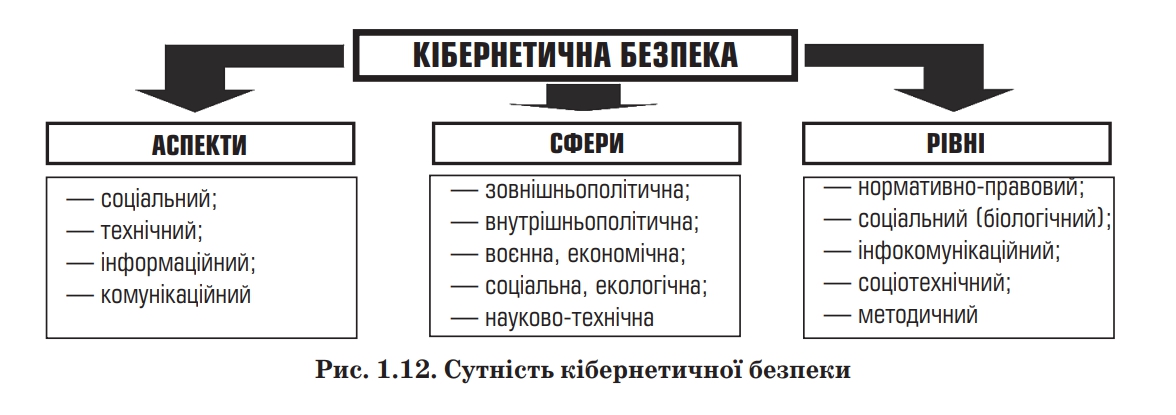 КІБЕРНЕТИЧНА БЕЗПЕКА
АСПЕКТИ
— соціальний;
— технічний;
— інформаційний;
— комунікаційний
СФЕРИ
— зовнішньополітична;
— внутрішньополітична;
— воєнна, економічна;
— соціальна, екологічна;
— науково-технічна
РІВНІ
— нормативно-правовий;
— соціальний (біологічний);
— інфокомунікаційний;
— соціотехнічний;
— методичний
Рис. 1.12. Сутність кібернетичної безпеки